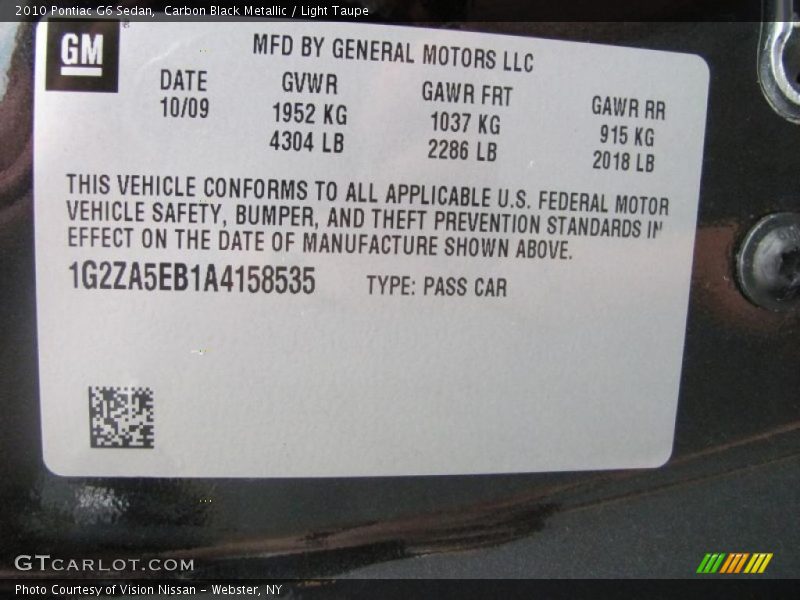 2010 Pontiac G6 Sedan, Carbon Black Metallic / Light Taupe
GM
MFD BY GENERAL MOTORS LLC
DATE GVWR GAWR FRT GAWR RR
10/09 1952 KG 1037 KG 915 KG
4304 LB 2286 LB 2018 LB
THIS VEHICLE CONFORMS TO ALL APPLICABLE U.S. FEDERAL MOTOR
VEHICLE SAFETY, BUMPER, AND THEFT PREVENTION STANDARDS IN
EFFECT ON THE DATE OF MANUFACTURE SHOWN ABOVE.
1G2ZA5EB1A4158535 TYPE: PASS CAR
GTCARLOT.COM
Photo Courtesy of Vision Nissan - Webster, NY